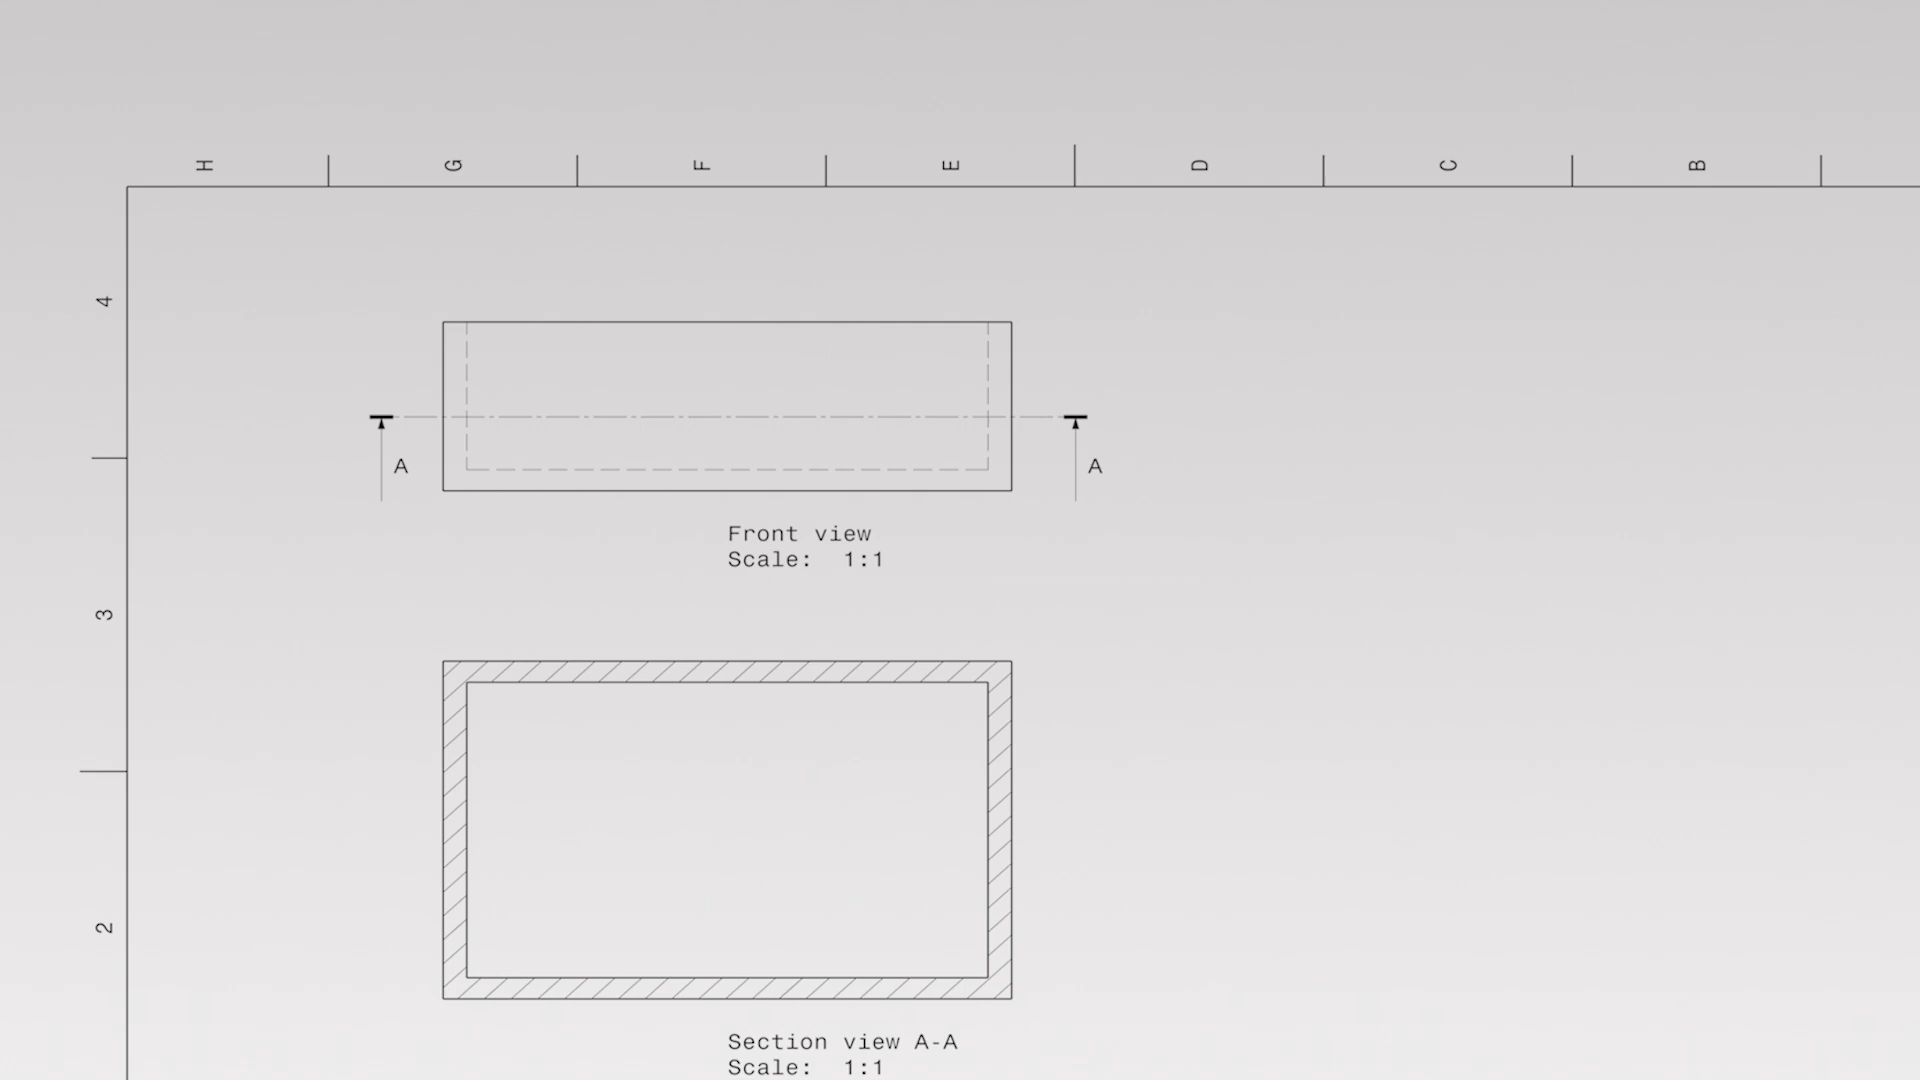 H G F E D C B
4
A A
Front view
Scale: 1:1
3
2
Section view A-A
Scale: 1:1